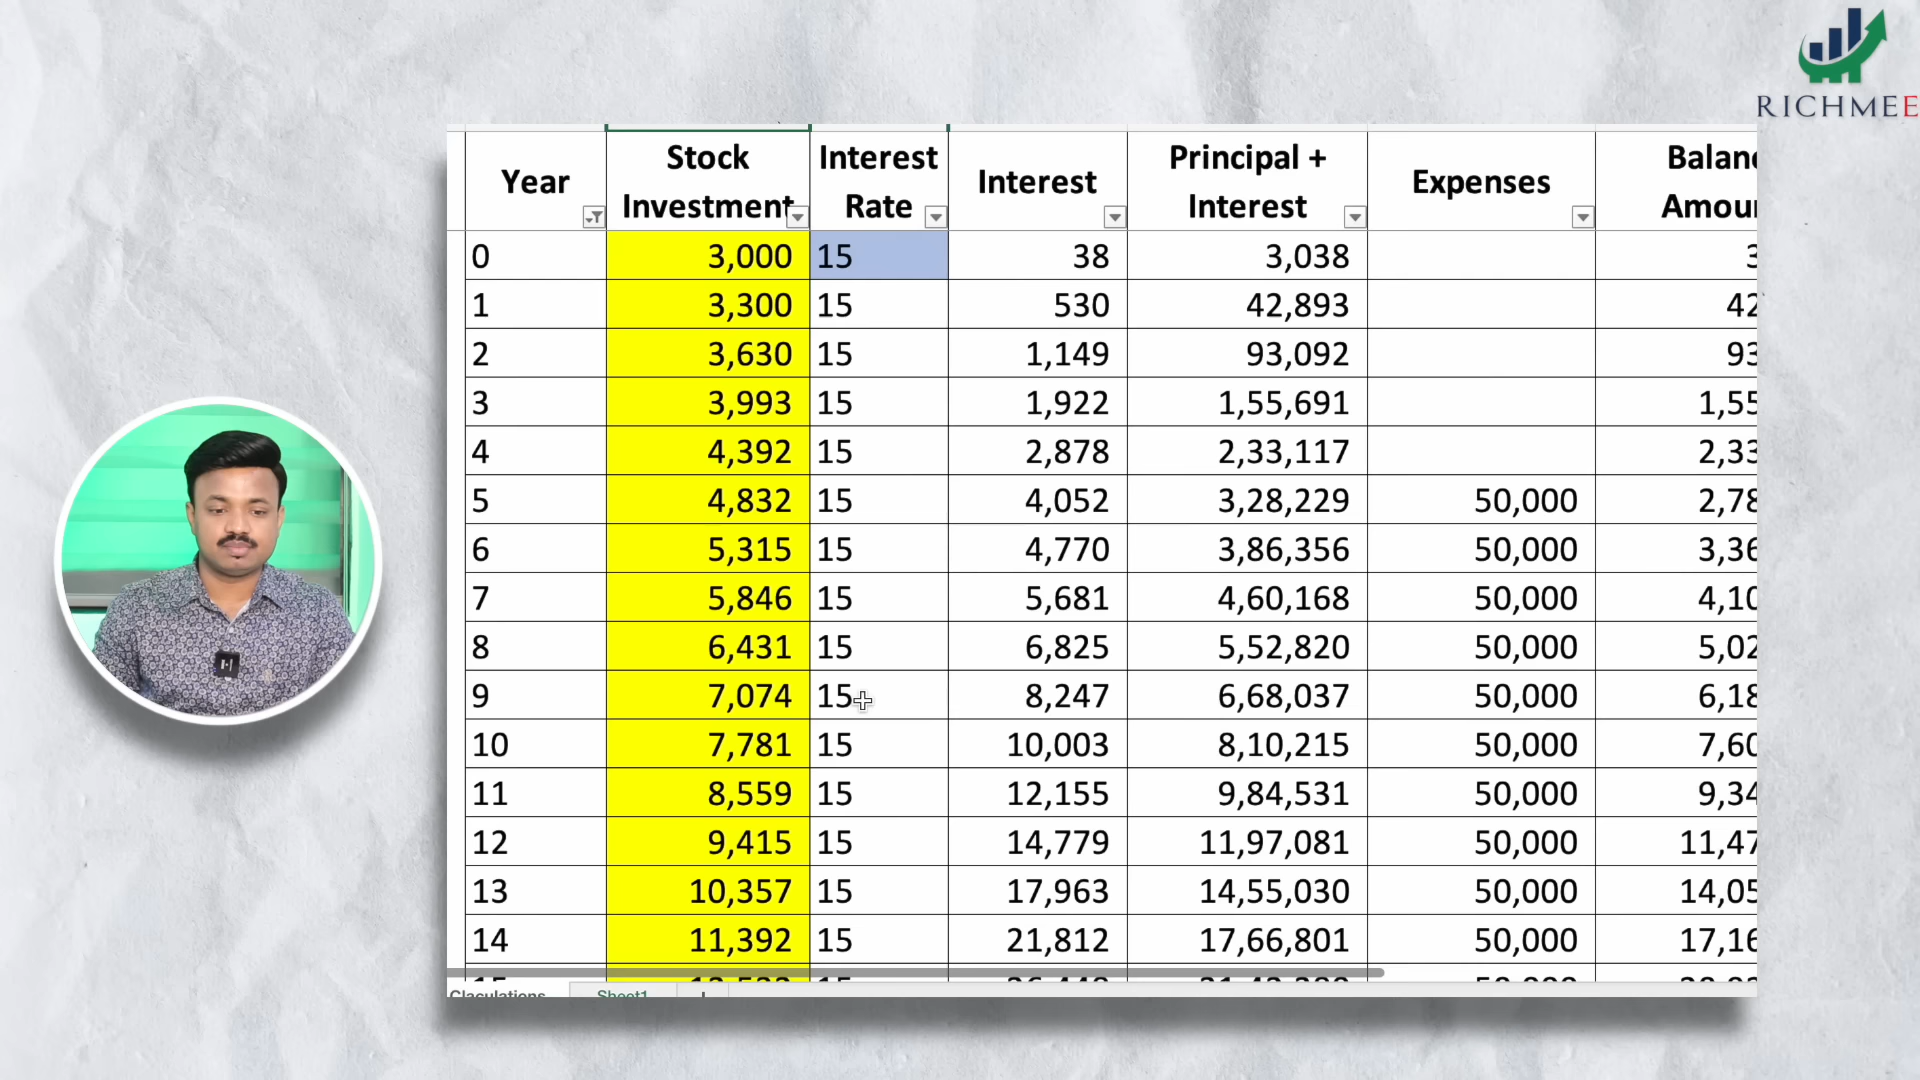 RICHMEE
Year Stock Investment Interest Rate Interest Principal + Interest Expenses
0 3,000 15 38 3,038
1 3,300 15 530 42,893
2 3,630 15 1,149 93,092
3 3,993 15 1,922 1,55,691
4 4,392 15 2,878 2,33,117
5 4,832 15 4,052 3,28,229 50,000
6 5,315 15 4,770 3,86,356 50,000
7 5,846 15 5,681 4,60,168 50,000
8 6,431 15 6,825 5,52,820 50,000
9 7,074 15 8,247 6,68,037 50,000
10 7,781 15 10,003 8,10,215 50,000
11 8,559 15 12,155 9,84,531 50,000
12 9,415 15 14,779 11,97,081 50,000
13 10,357 15 17,963 14,55,030 50,000
14 11,392 15 21,812 17,66,801 50,000
Claculations Sheet1 +